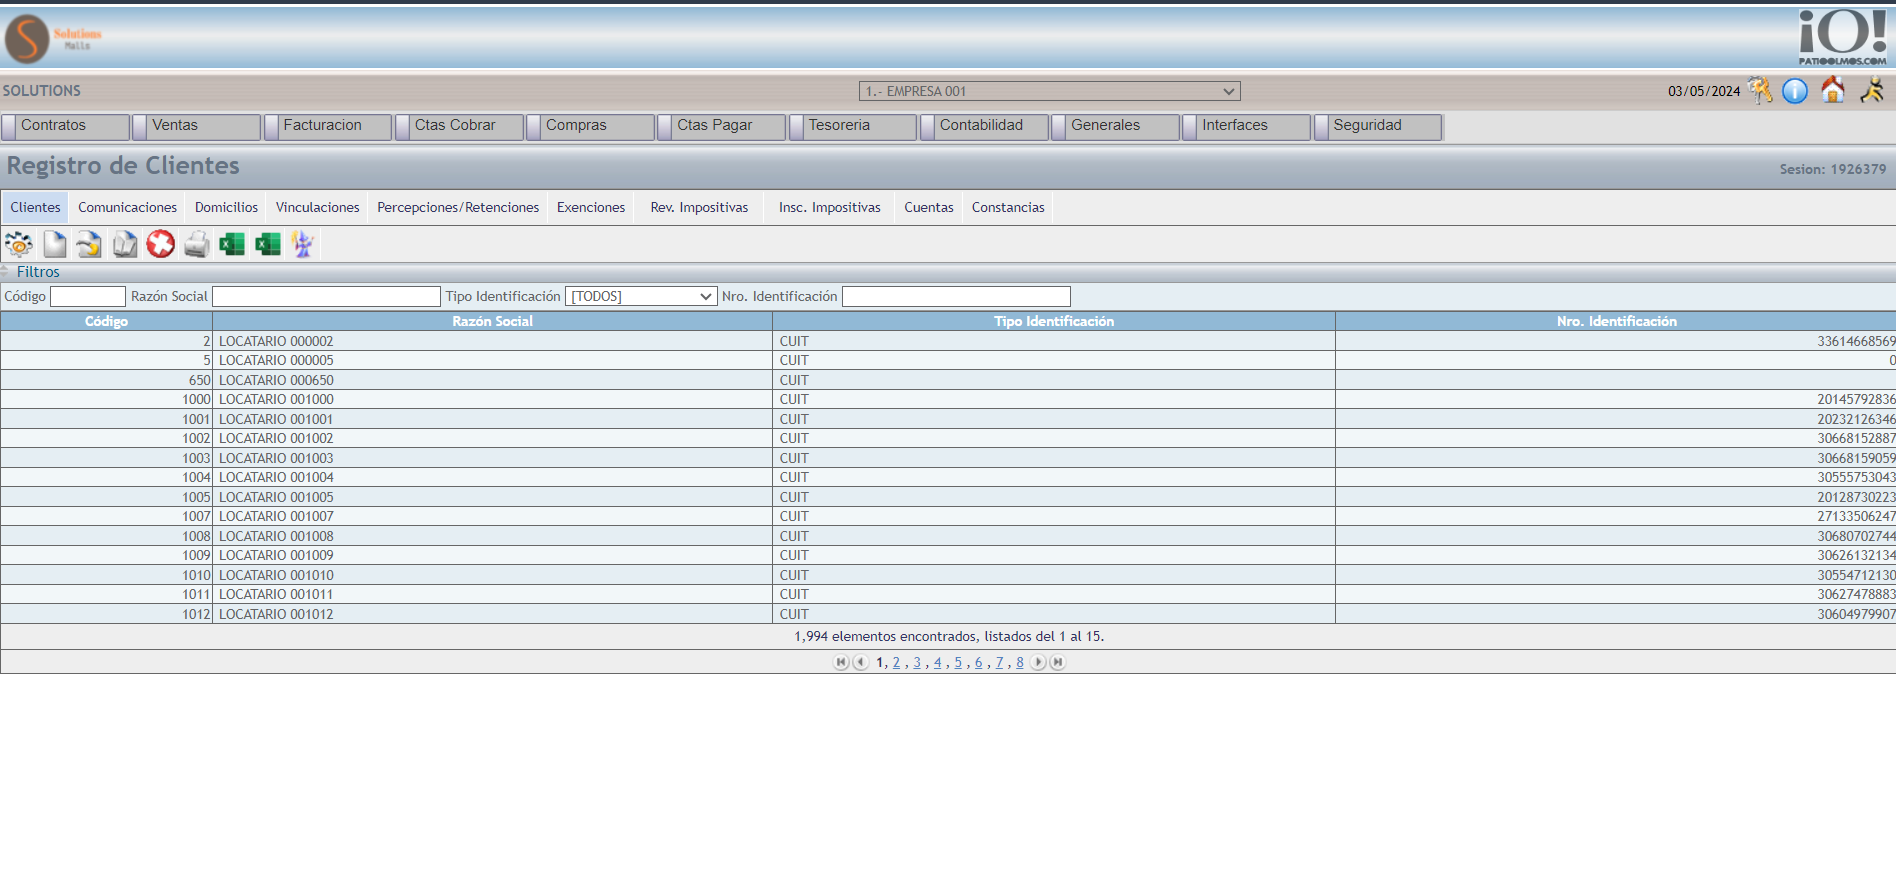 Solutions
Malls
iO!
PATIOOLMOS.COM
SOLUTIONS
1.- EMPRESA 001
03/05/2024
Contratos Ventas Facturacion Ctas Cobrar Compras Ctas Pagar Tesoreria Contabilidad Generales Interfaces Seguridad
Registro de Clientes
Sesion: 1926379
Clientes Comunicaciones Domicilios Vinculaciones Percepciones/Retenciones Exenciones Rev. Impositivas Insc. Impositivas Cuentas Constancias
Filtros
Código Razón Social Tipo Identificación [TODOS] Nro. Identificación
Código Razón Social Tipo Identificación Nro. Identificación
2 LOCATARIO 000002 CUIT 33614668569
5 LOCATARIO 000005 CUIT 0
650 LOCATARIO 000650 CUIT
1000 LOCATARIO 001000 CUIT 20145792836
1001 LOCATARIO 001001 CUIT 20232126346
1002 LOCATARIO 001002 CUIT 30668152887
1003 LOCATARIO 001003 CUIT 30668159059
1004 LOCATARIO 001004 CUIT 30555753043
1005 LOCATARIO 001005 CUIT 20128730223
1007 LOCATARIO 001007 CUIT 27133506247
1008 LOCATARIO 001008 CUIT 30680702744
1009 LOCATARIO 001009 CUIT 30626132134
1010 LOCATARIO 001010 CUIT 30554712130
1011 LOCATARIO 001011 CUIT 30627478883
1012 LOCATARIO 001012 CUIT 30604979907
1,994 elementos encontrados, listados del 1 al 15.
1, 2 , 3 , 4 , 5 , 6 , 7 , 8